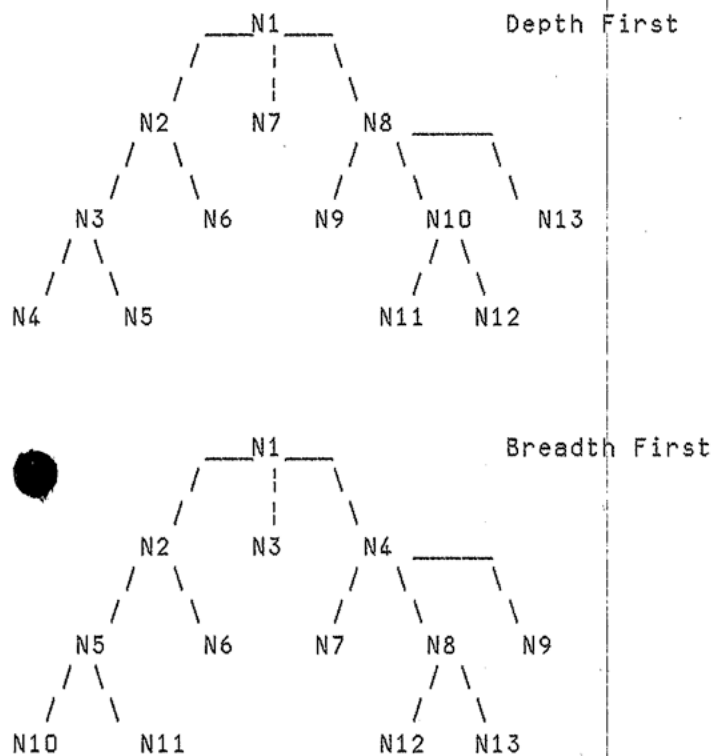 N1 Depth First
N2 N7 N8
N3 N6 N9 N10 N13
N4 N5 N11 N12
N1 Breadth First
N2 N3 N4
N5 N6 N7 N8 N9
N10 N11 N12 N13